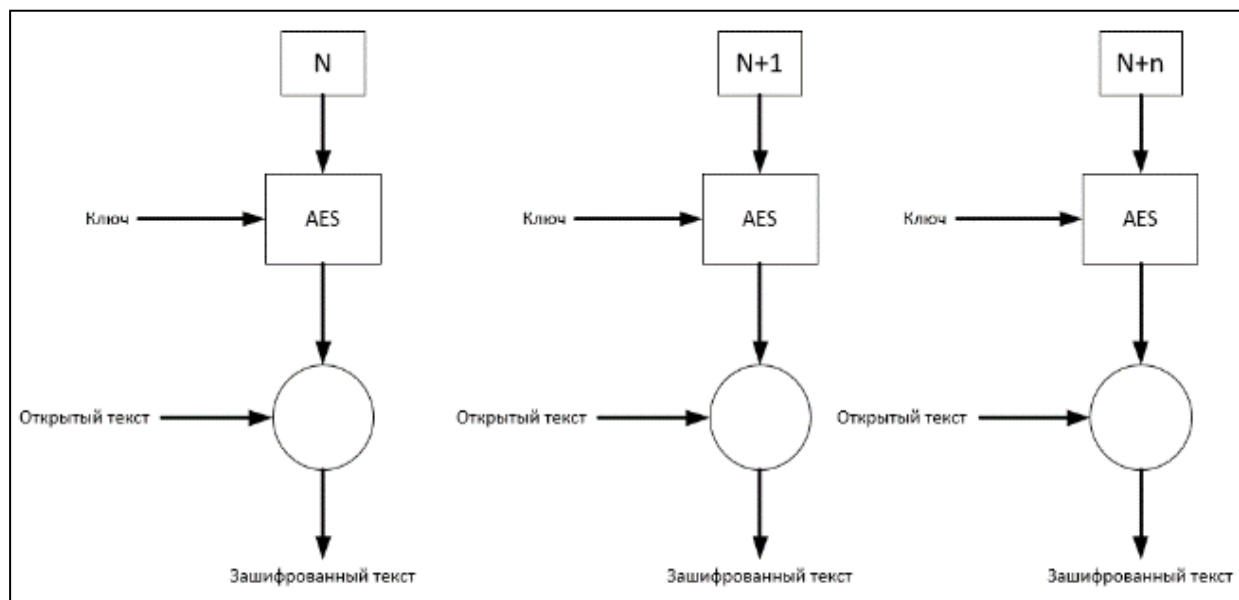 N
N+1
N+n
Ключ
AES
Ключ
AES
Ключ
AES
Открытый текст
Открытый текст
Открытый текст
Зашифрованный текст
Зашифрованный текст
Зашифрованный текст